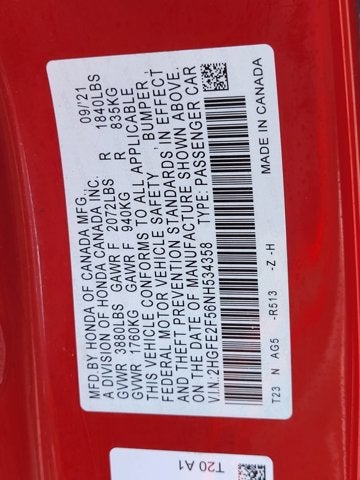 MFD BY HONDA OF CANADA MFG., 09/'21
A DIVISION OF HONDA CANADA INC.
GVWR 3880LBS GAWR F 2072LBS R 1840LBS
GVWR 1760KG GAWR F 940KG R 835KG
THIS VEHICLE CONFORMS TO ALL APPLICABLE
FEDERAL MOTOR VEHICLE SAFETY, BUMPER,
AND THEFT PREVENTION STANDARDS IN EFFECT
ON THE DATE OF MANUFACTURE SHOWN ABOVE.
V.I.N.:2HGFE2F56NH534358 TYPE: PASSENGER CAR
T23 N AG5 -R513 -Z -H MADE IN CANADA
T20 A1